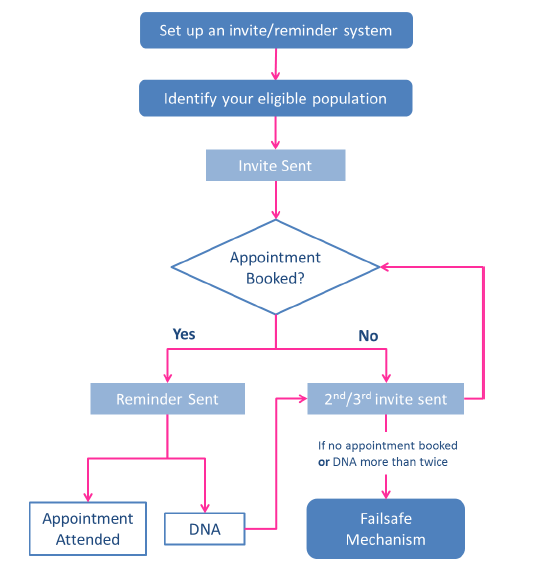 Set up an invite/reminder system
Identify your eligible population
Invite Sent
Appointment
Booked?
Yes
No
Reminder Sent
2nd/3rd invite sent
If no appointment booked
or DNA more than twice
Appointment
Attended
DNA
Failsafe
Mechanism